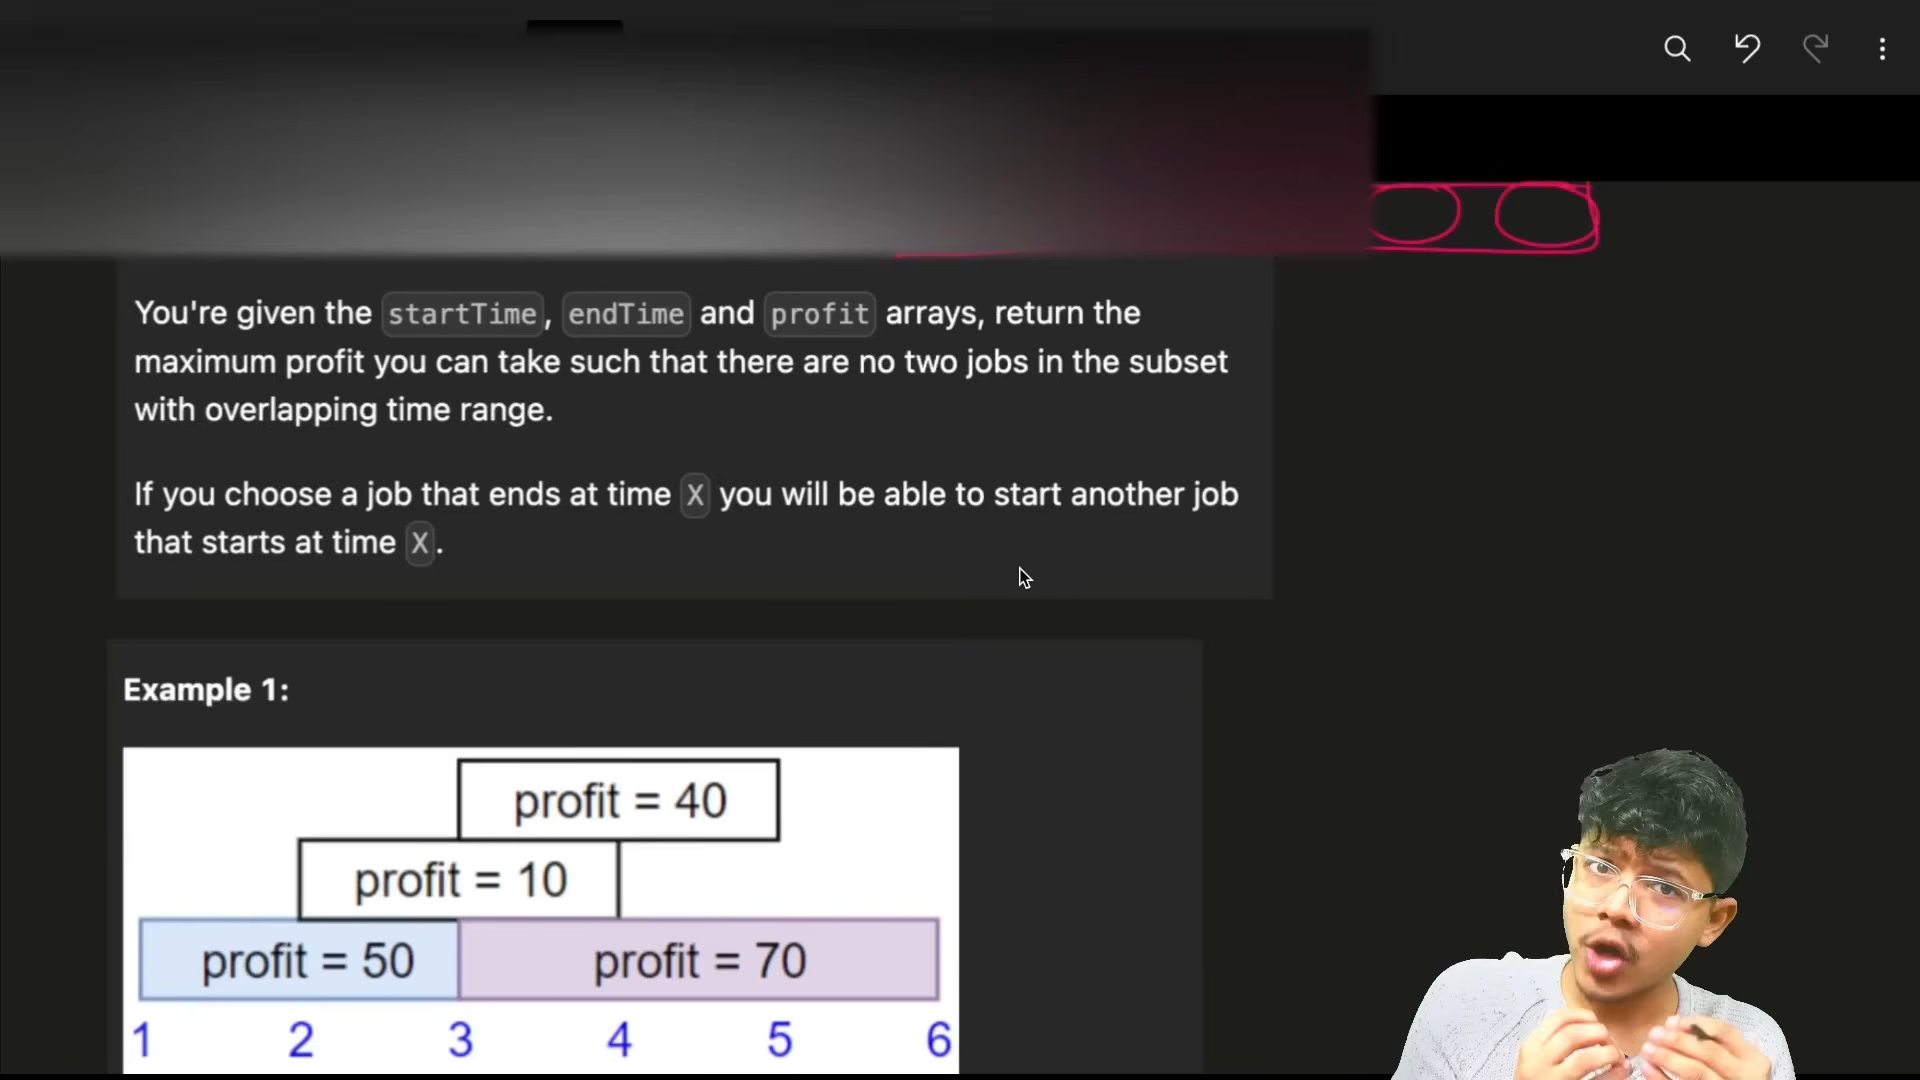 You're given the startTime, endTime and profit arrays, return the
maximum profit you can take such that there are no two jobs in the subset
with overlapping time range.
If you choose a job that ends at time X you will be able to start another job
that starts at time X.
Example 1:
profit = 40
profit = 10
profit = 50 profit = 70
1 2 3 4 5 6